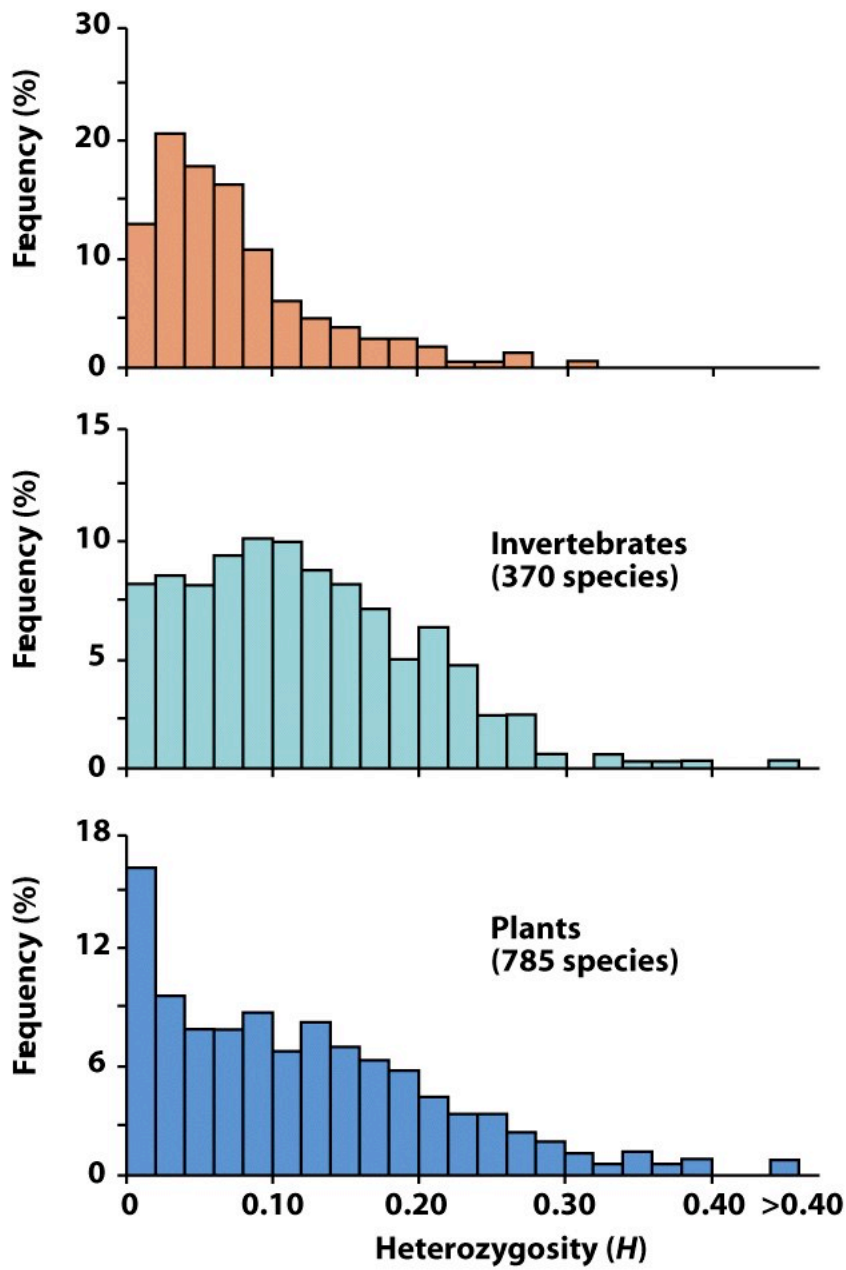 30
20
10
0
Fequency (%)
15
10
5
0
Fequency (%)
Invertebrates
(370 species)
18
12
6
0
Fequency (%)
Plants
(785 species)
0 0.10 0.20 0.30 0.40 >0.40
Heterozygosity (H)